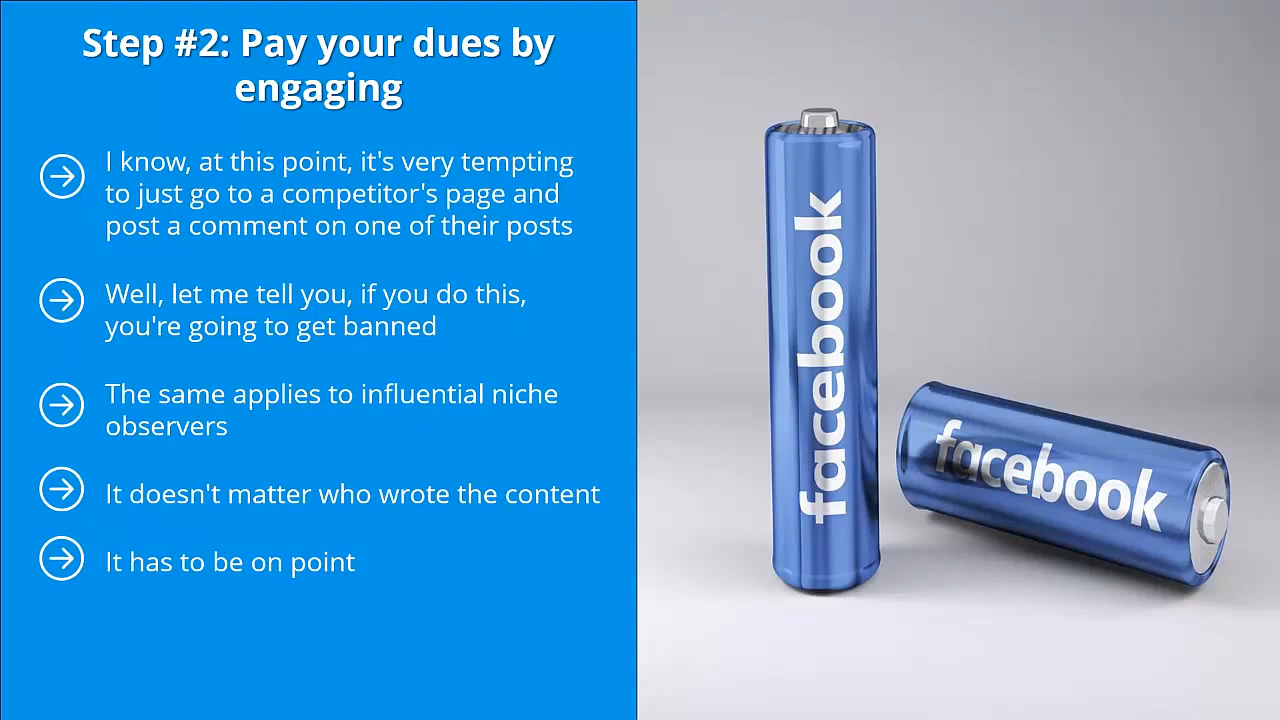 Step #2: Pay your dues by
engaging
I know, at this point, it's very tempting
to just go to a competitor's page and
post a comment on one of their posts
Well, let me tell you, if you do this,
you're going to get banned
The same applies to influential niche
observers
It doesn't matter who wrote the content
It has to be on point
facebook
facebook